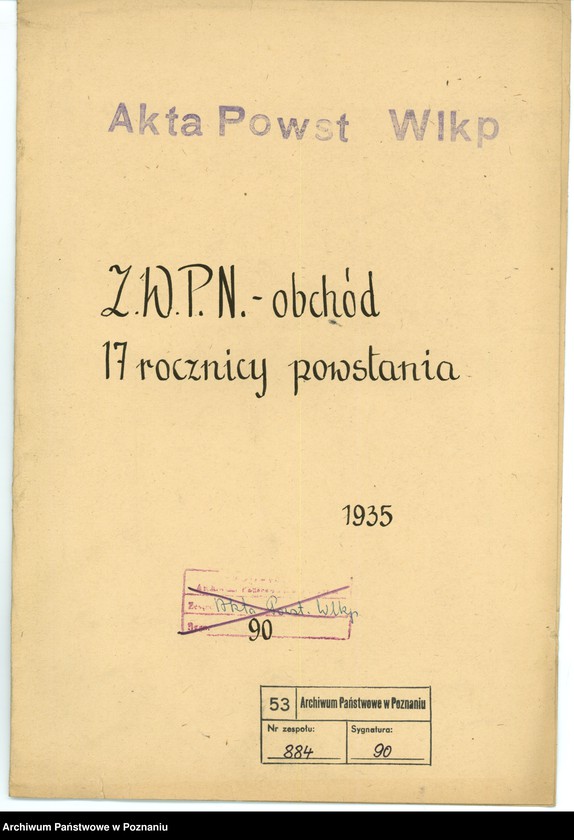 Akta Powst Wlkp
Z.W.P.N. - obchód
17 rocznicy powstania
1935
Akta Powst. Wlkp.
90
53 Archiwum Państwowe w Poznaniu
Nr zespołu: Sygnatura:
884 90
Archiwum Państwowe w Poznaniu